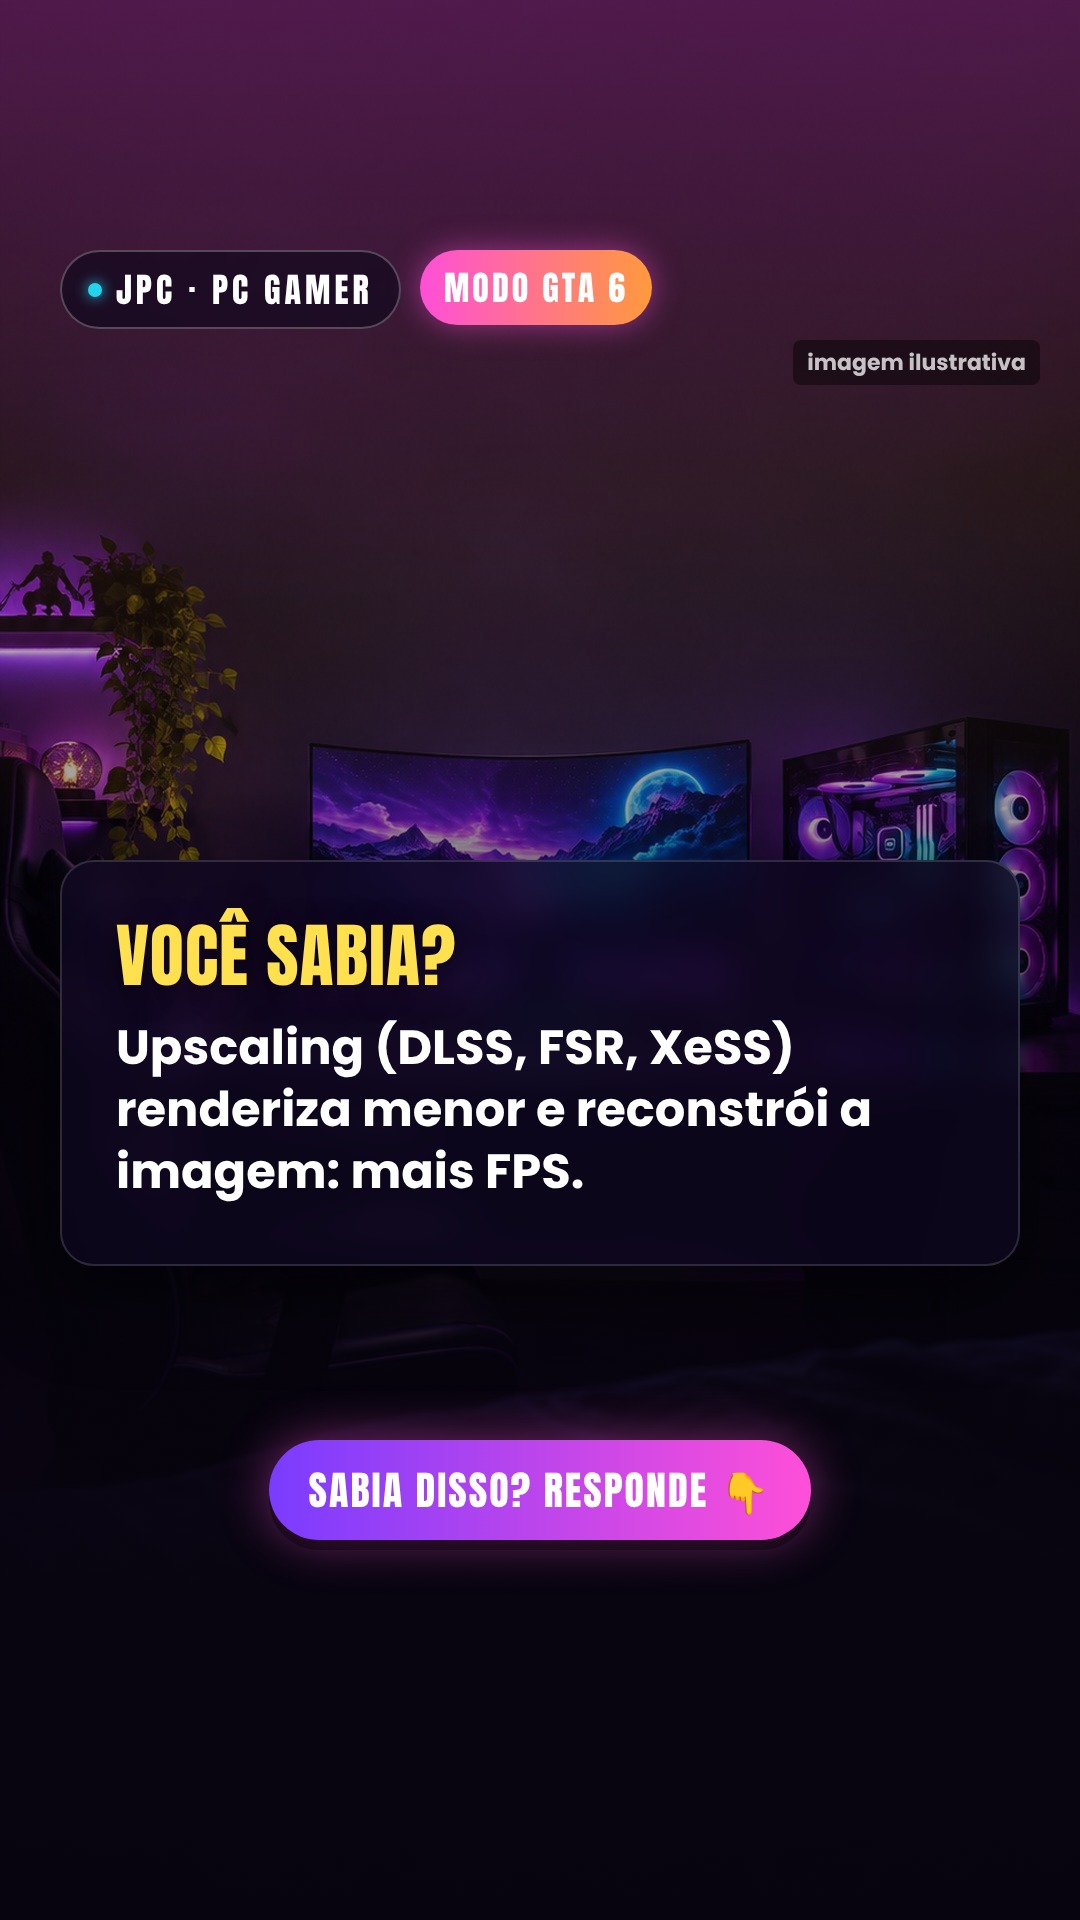 JPC · PC GAMER
MODO GTA 6
imagem ilustrativa
VOCÊ SABIA?
Upscaling (DLSS, FSR, XeSS)
renderiza menor e reconstrói a
imagem: mais FPS.
SABIA DISSO? RESPONDE 👇